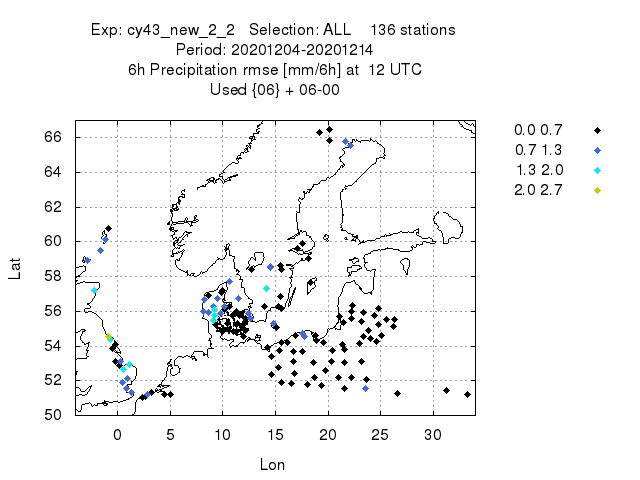 Exp: cy43_new_2_2 Selection: ALL 136 stations
Period: 20201204-20201214
6h Precipitation rmse [mm/6h] at 12 UTC
Used {06} + 06-00
0.0 0.7
0.7 1.3
1.3 2.0
2.0 2.7
Lat
66
64
62
60
58
56
54
52
50
0 5 10 15 20 25 30
Lon